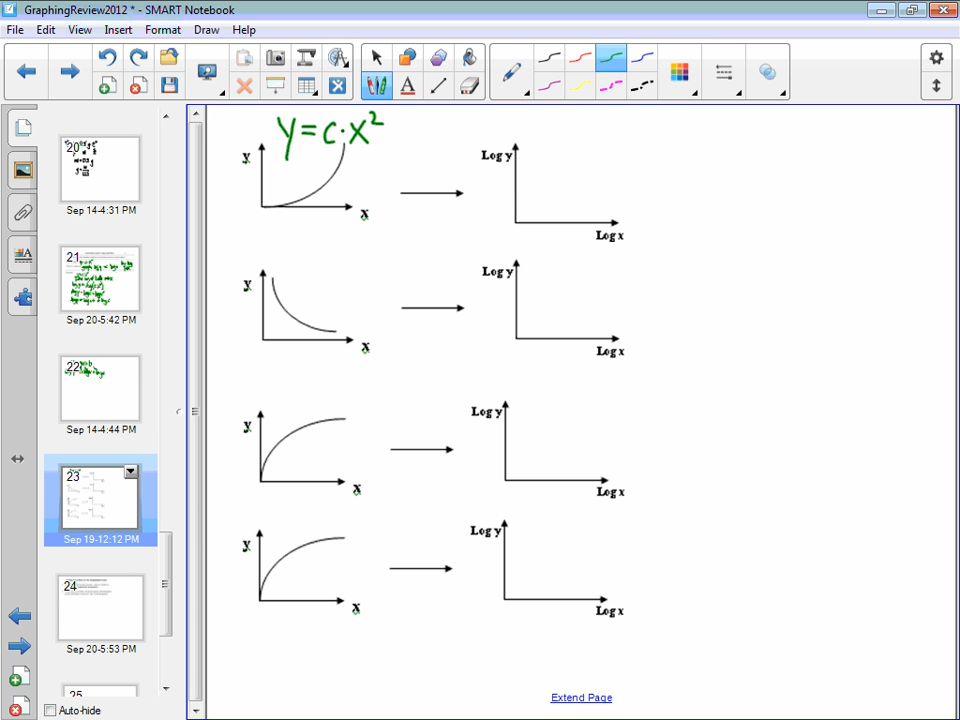 GraphingReview2012 * - SMART Notebook
File Edit View Insert Format Draw Help
20
Sep 14-4:31 PM
21
Sep 20-5:42 PM
22
Sep 14-4:44 PM
23
Sep 19-12:12 PM
24
Sep 20-5:53 PM
25
Auto-hide
y = c·x²
y
x
Log y
Log x
y
x
Log y
Log x
y
x
Log y
Log x
y
x
Log y
Log x
Extend Page